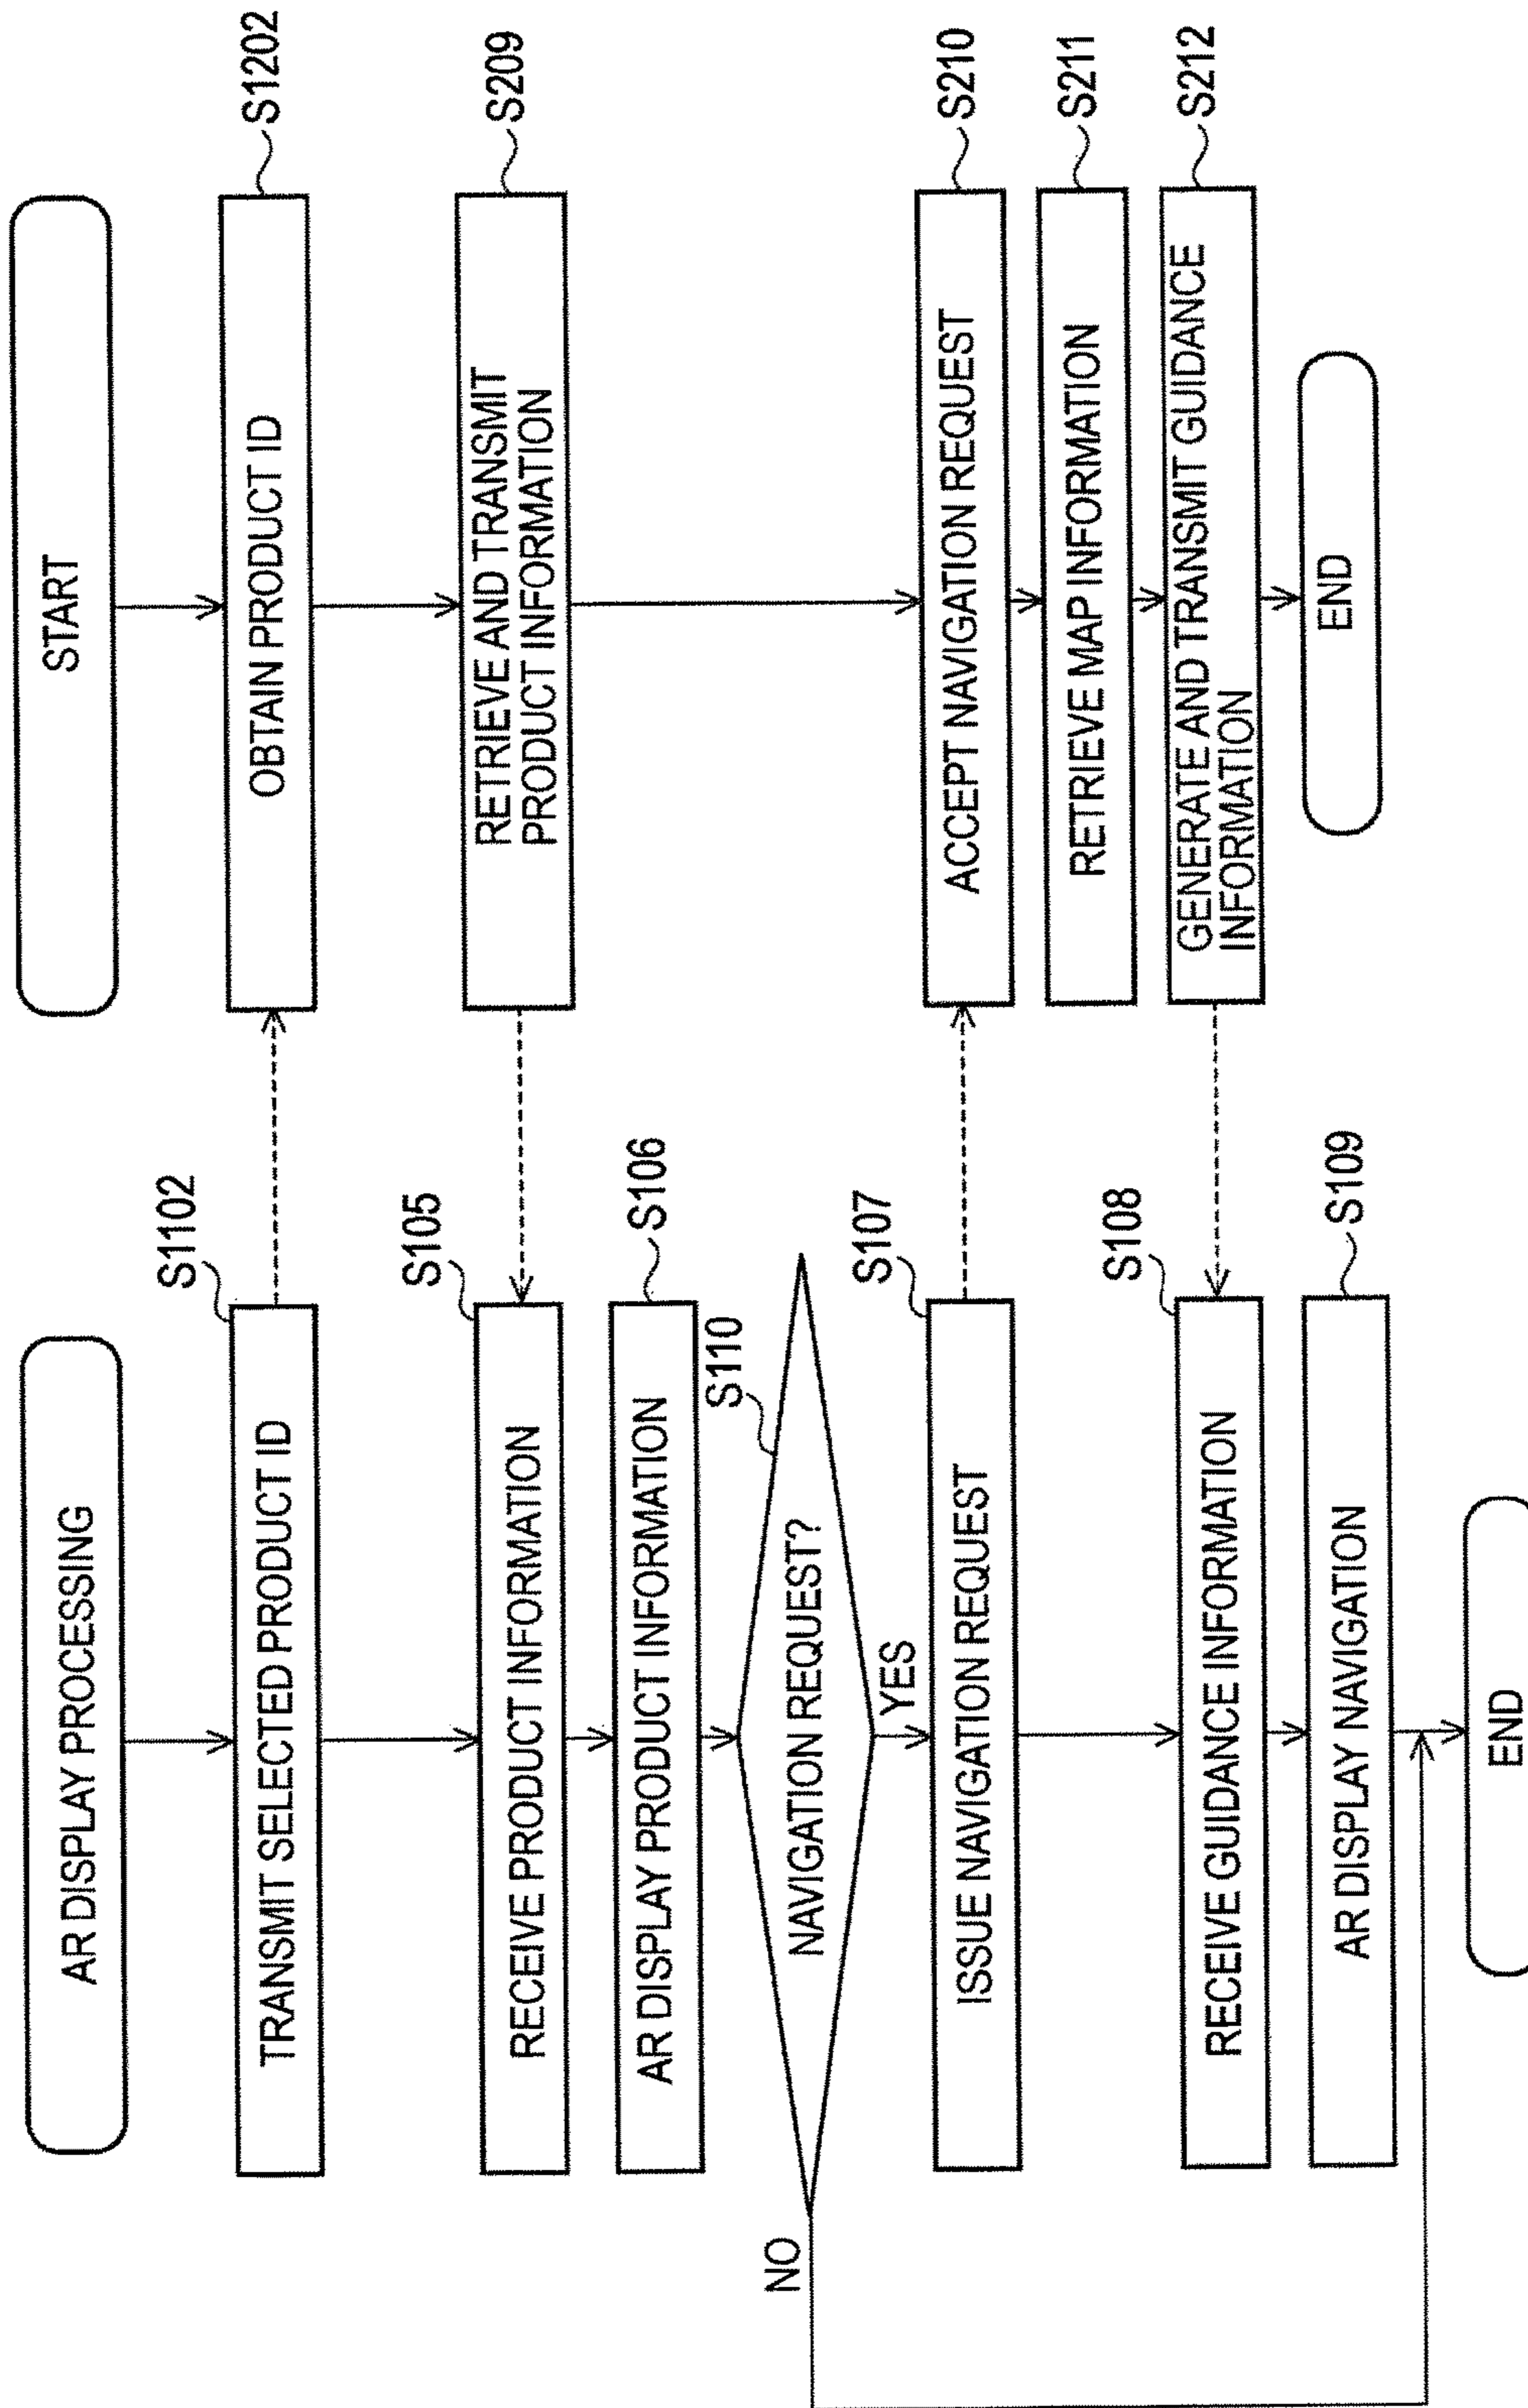 AR DISPLAY PROCESSING
S1102
TRANSMIT SELECTED PRODUCT ID
S105
RECEIVE PRODUCT INFORMATION
S106
AR DISPLAY PRODUCT INFORMATION
S110
NAVIGATION REQUEST?
NO
YES
S107
ISSUE NAVIGATION REQUEST
S108
RECEIVE GUIDANCE INFORMATION
S109
AR DISPLAY NAVIGATION
END
START
S1202
OBTAIN PRODUCT ID
S209
RETRIEVE AND TRANSMIT
PRODUCT INFORMATION
S210
ACCEPT NAVIGATION REQUEST
S211
RETRIEVE MAP INFORMATION
S212
GENERATE AND TRANSMIT GUIDANCE
INFORMATION
END